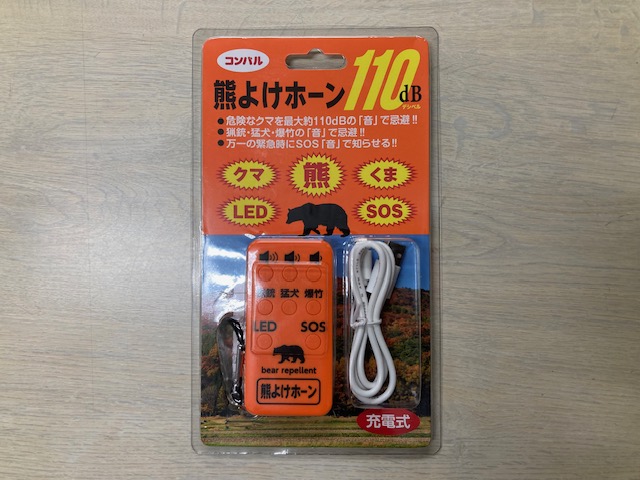 コンパル
熊よけホーン110dB
デシベル
●危険なクマを最大約110dBの「音」で忌避!!
●猟銃・猛犬・爆竹の「音」で忌避!!
●万一の緊急時にSOS「音」で知らせる!!
クマ 熊 くま
LED SOS
猟銃 猛犬 爆竹
LED SOS
bear repellent
熊よけホーン
充電式